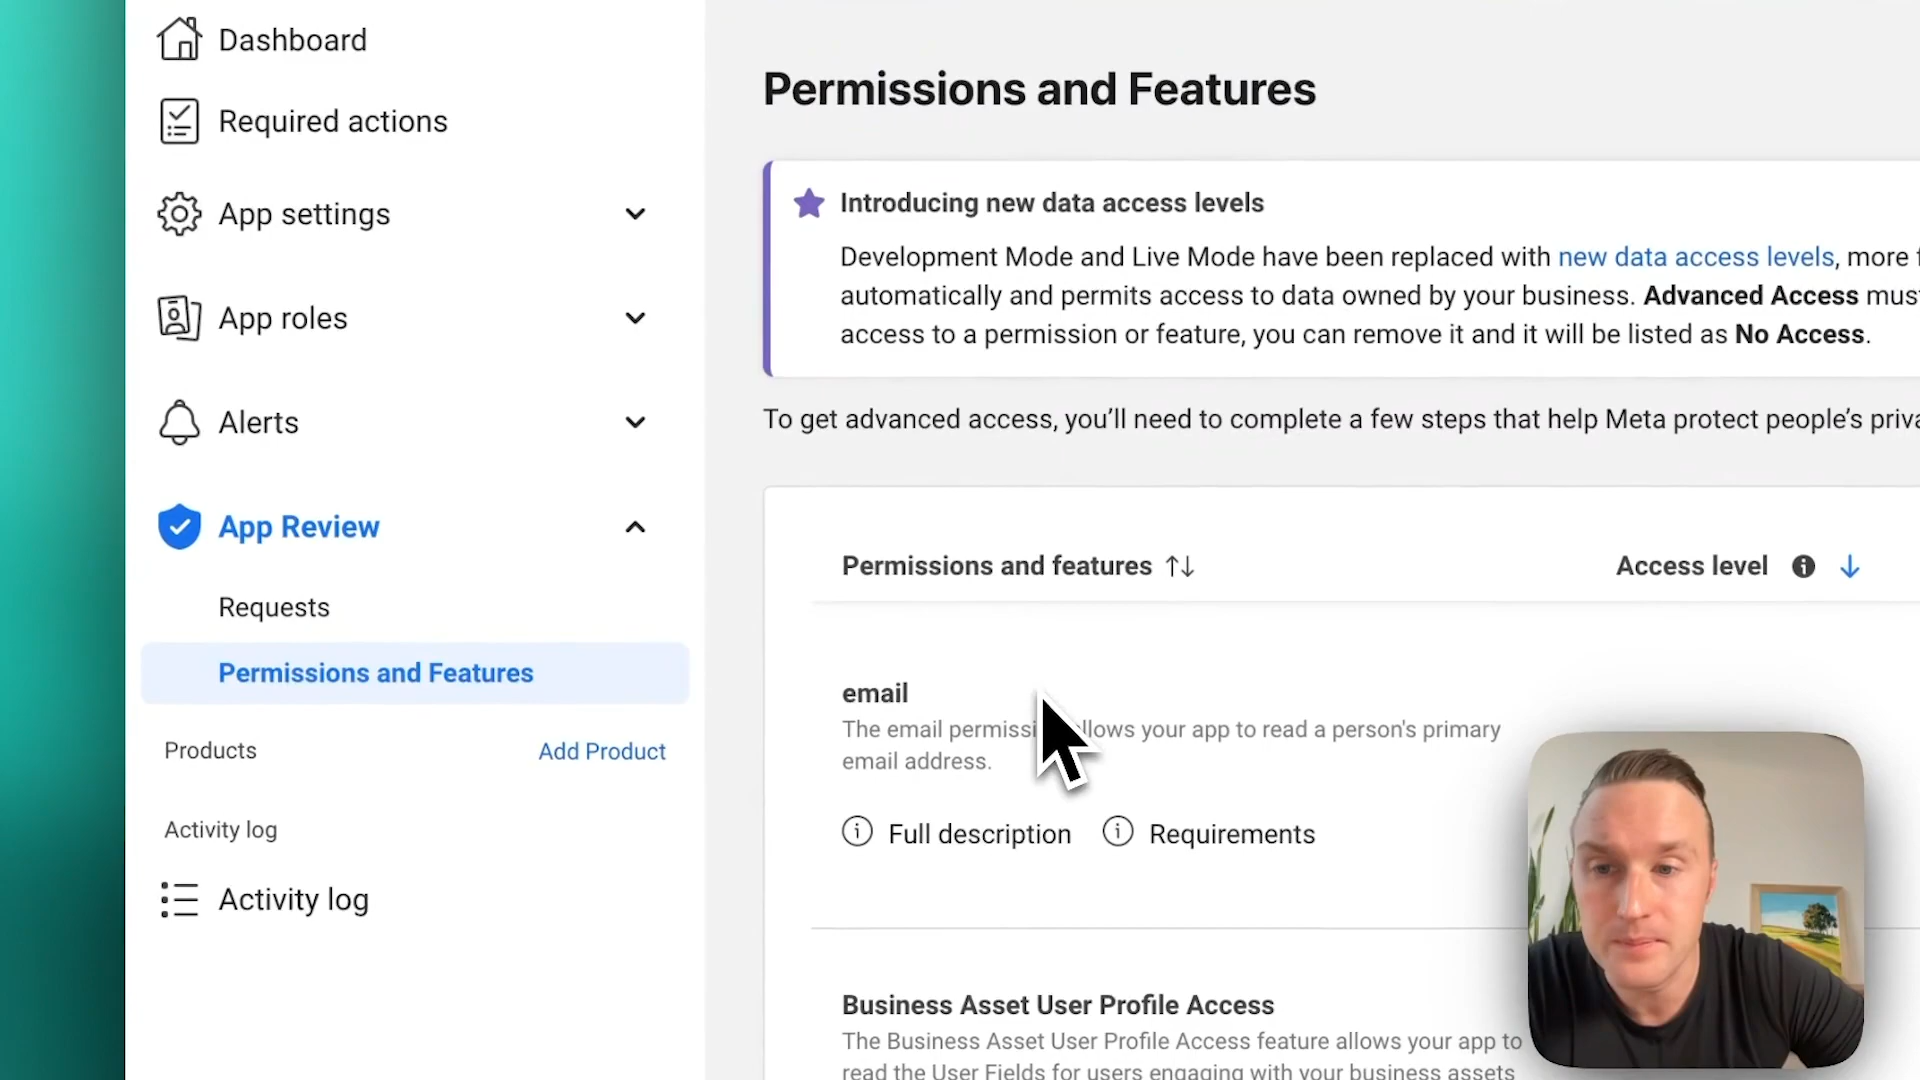 Dashboard
Required actions
App settings
App roles
Alerts
App Review
Requests
Permissions and Features
Products
Add Product
Activity log
Activity log
Permissions and Features
Introducing new data access levels
Development Mode and Live Mode have been replaced with new data access levels, more
automatically and permits access to data owned by your business. Advanced Access
access to a permission or feature, you can remove it and it will be listed as No Access.
To get advanced access, you'll need to complete a few steps that help Meta protect people's
Permissions and features
Access level
email
The email allows your app to read a person's primary
email address.
Full description
Requirements
Business Asset User Profile Access
The Business Asset User Profile Access feature allows your app to
read the User Fields for users engaging with your business assets